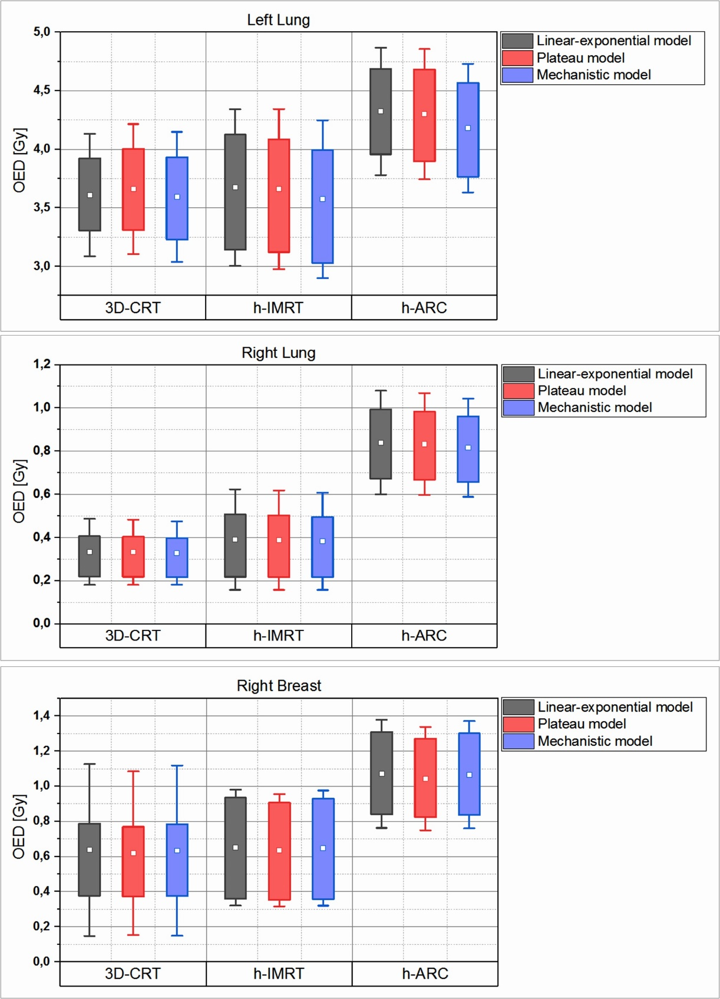 Left Lung
5,0
4,5
4,0
3,5
3,0
OED [Gy]
3D-CRT
h-IMRT
h-ARC
Linear-exponential model
Plateau model
Mechanistic model
Right Lung
1,2
1,0
0,8
0,6
0,4
0,2
0,0
OED [Gy]
3D-CRT
h-IMRT
h-ARC
Linear-exponential model
Plateau model
Mechanistic model
Right Breast
1,4
1,2
1,0
0,8
0,6
0,4
0,2
0,0
OED [Gy]
3D-CRT
h-IMRT
h-ARC
Linear-exponential model
Plateau model
Mechanistic model